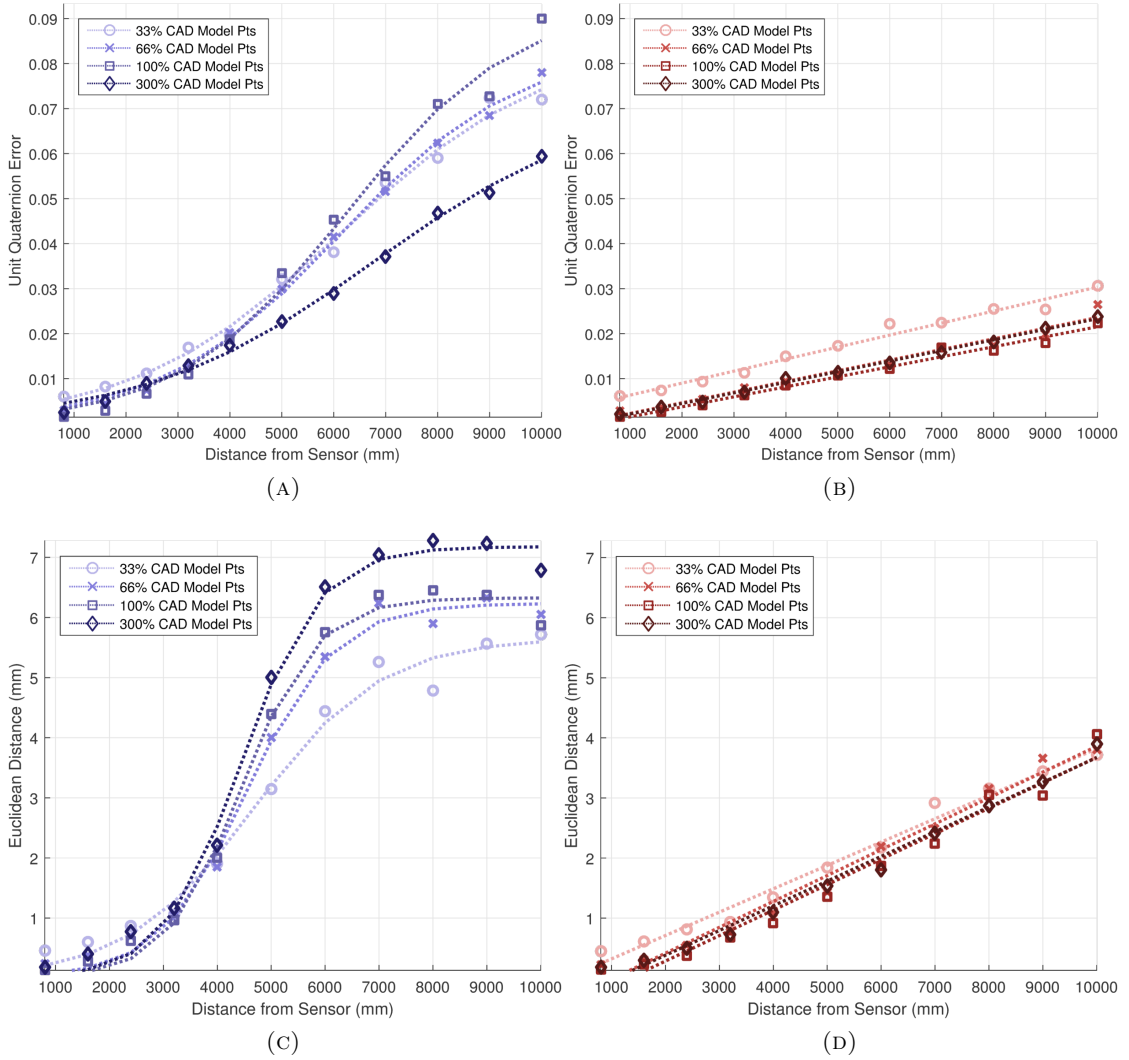 0.09
0.08
0.07
0.06
0.05
0.04
0.03
0.02
0.01
Unit Quaternion Error
33% CAD Model Pts
66% CAD Model Pts
100% CAD Model Pts
300% CAD Model Pts
1000 2000 3000 4000 5000 6000 7000 8000 9000 10000
Distance from Sensor (mm)
(A)
0.09
0.08
0.07
0.06
0.05
0.04
0.03
0.02
0.01
Unit Quaternion Error
33% CAD Model Pts
66% CAD Model Pts
100% CAD Model Pts
300% CAD Model Pts
1000 2000 3000 4000 5000 6000 7000 8000 9000 10000
Distance from Sensor (mm)
(B)
7
6
5
4
3
2
1
Euclidean Distance (mm)
33% CAD Model Pts
66% CAD Model Pts
100% CAD Model Pts
300% CAD Model Pts
1000 2000 3000 4000 5000 6000 7000 8000 9000 10000
Distance from Sensor (mm)
(C)
7
6
5
4
3
2
1
Euclidean Distance (mm)
33% CAD Model Pts
66% CAD Model Pts
100% CAD Model Pts
300% CAD Model Pts
1000 2000 3000 4000 5000 6000 7000 8000 9000 10000
Distance from Sensor (mm)
(D)